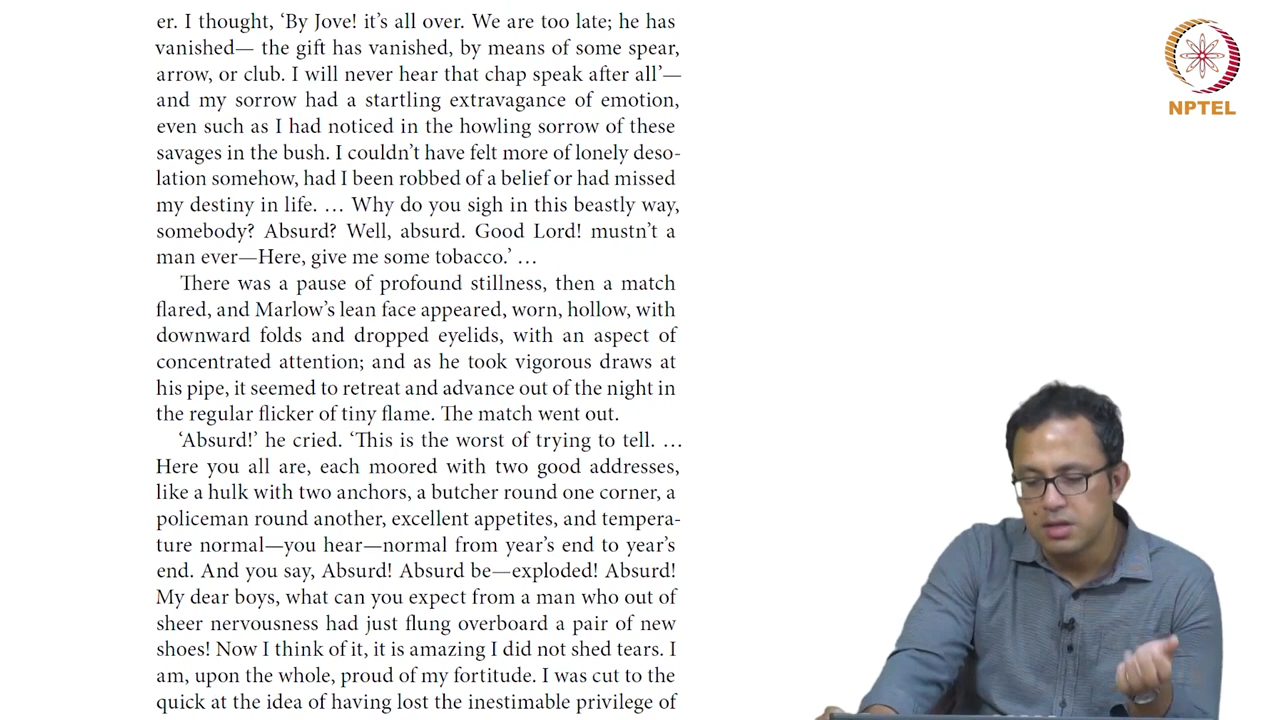 er. I thought, ‘By Jove! it’s all over. We are too late; he has
vanished— the gift has vanished, by means of some spear,
arrow, or club. I will never hear that chap speak after all’—
and my sorrow had a startling extravagance of emotion,
even such as I had noticed in the howling sorrow of these
savages in the bush. I couldn’t have felt more of lonely deso-
lation somehow, had I been robbed of a belief or had missed
my destiny in life. … Why do you sigh in this beastly way,
somebody? Absurd? Well, absurd. Good Lord! mustn’t a
man ever—Here, give me some tobacco.’ …
There was a pause of profound stillness, then a match
flared, and Marlow’s lean face appeared, worn, hollow, with
downward folds and dropped eyelids, with an aspect of
concentrated attention; and as he took vigorous draws at
his pipe, it seemed to retreat and advance out of the night in
the regular flicker of tiny flame. The match went out.
‘Absurd!’ he cried. ‘This is the worst of trying to tell. …
Here you all are, each moored with two good addresses,
like a hulk with two anchors, a butcher round one corner, a
policeman round another, excellent appetites, and tempera-
ture normal—you hear—normal from year’s end to year’s
end. And you say, Absurd! Absurd be—exploded! Absurd!
My dear boys, what can you expect from a man who out of
sheer nervousness had just flung overboard a pair of new
shoes! Now I think of it, it is amazing I did not shed tears. I
am, upon the whole, proud of my fortitude. I was cut to the
quick at the idea of having lost the inestimable privilege of
NPTEL